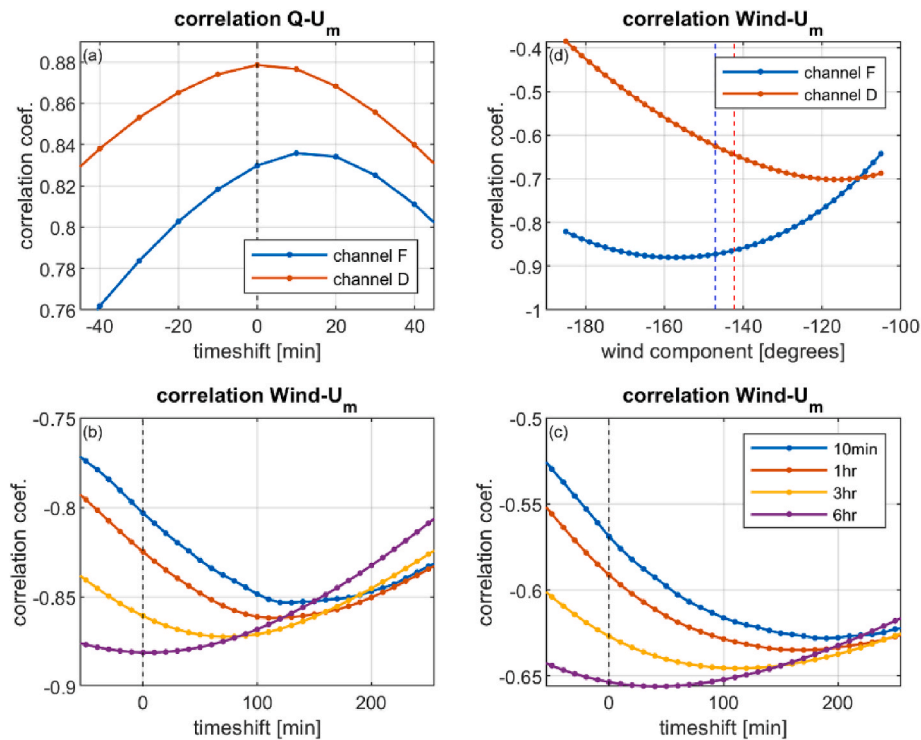 correlation Q-U_m
(a)
0.88
0.86
0.84
0.82
0.8
0.78
0.76
correlation coef.
channel F
channel D
-40 -20 0 20 40
timeshift [min]
correlation Wind-U_m
(d)
-0.4
-0.5
-0.6
-0.7
-0.8
-0.9
-1
correlation coef.
channel F
channel D
-180 -160 -140 -120 -100
wind component [degrees]
correlation Wind-U_m
(b)
-0.75
-0.8
-0.85
-0.9
correlation coef.
0 100 200
timeshift [min]
correlation Wind-U_m
(c)
-0.5
-0.55
-0.6
-0.65
correlation coef.
10min
1hr
3hr
6hr
0 100 200
timeshift [min]